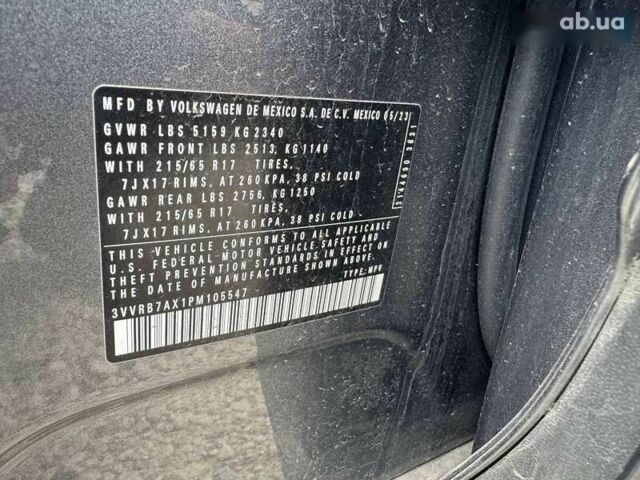 ab.ua
MFD BY VOLKSWAGEN DE MEXICO S.A. DE C.V. MEXICO 05/23
GVWR LBS 5159 KG 2340
GAWR FRONT LBS 2513, KG 1140
WITH 215/65 R17 TIRES,
7JX17 RIMS, AT 260 KPA, 38 PSI COLD
GAWR REAR LBS 2756, KG 1250
WITH 215/65 R17 TIRES,
7JX17 RIMS, AT 260 KPA, 38 PSI COLD
THIS VEHICLE CONFORMS TO ALL APPLICABLE
U.S. FEDERAL-MOTOR VEHICLE SAFETY AND
THEFT PREVENTION STANDARDS IN EFFECT ON
THE DATE OF MANUFACTURE SHOWN ABOVE.
3VVRB7AX1PM105547 TYPE: MPV